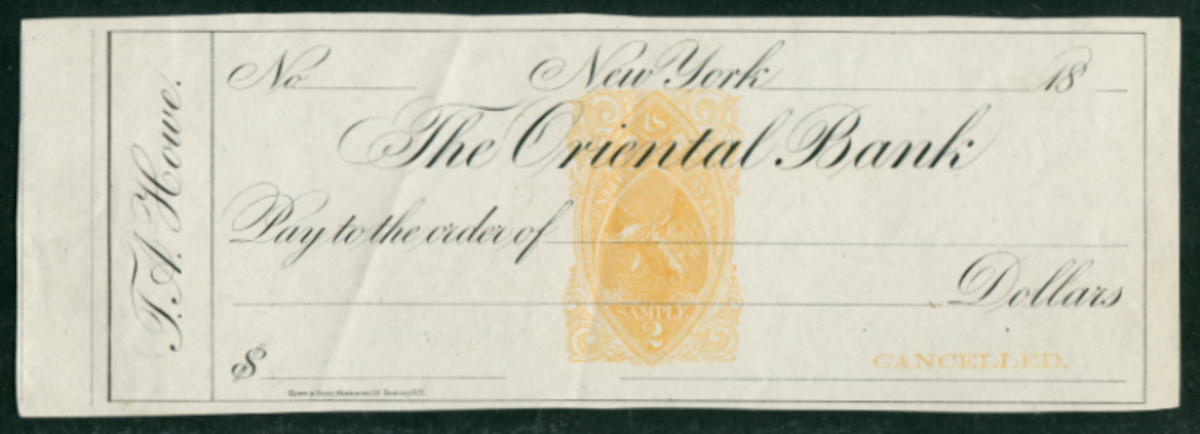 T. A. Howe.
No New York 18
The Oriental Bank
Pay to the order of
Dollars
$
SAMPLE
2
CANCELLED.